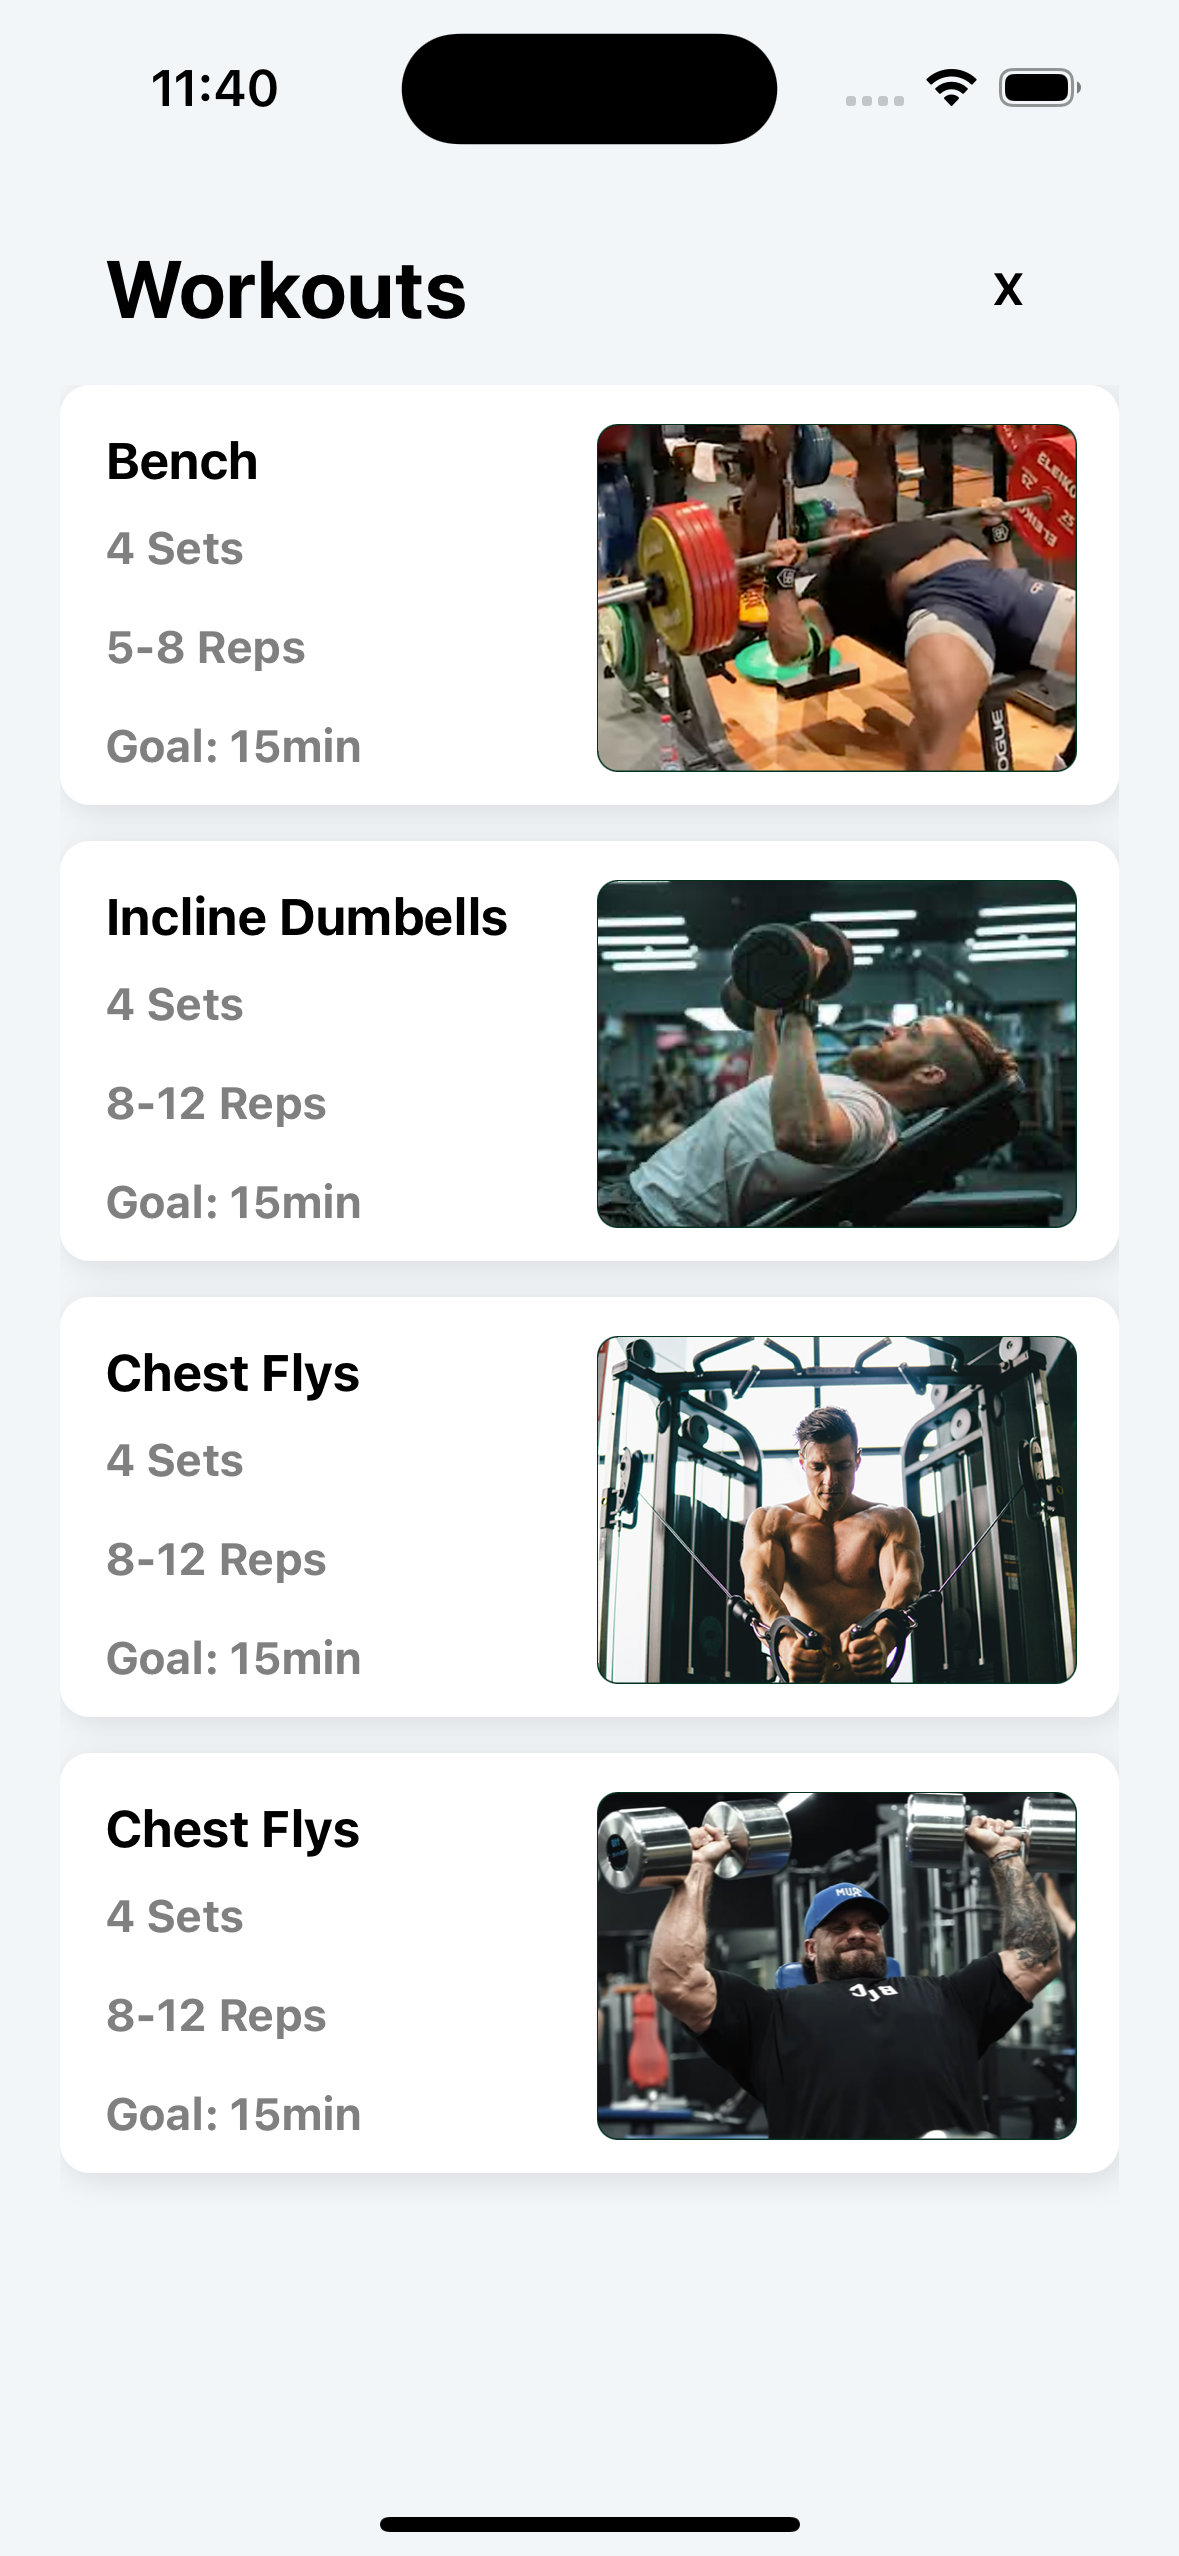 11:40
Workouts
X
Bench
4 Sets
5-8 Reps
Goal: 15min
ELEIKO
25
ELEIKO
25
OGUE
Incline Dumbells
4 Sets
8-12 Reps
Goal: 15min
Chest Flys
4 Sets
8-12 Reps
Goal: 15min
Chest Flys
4 Sets
8-12 Reps
Goal: 15min